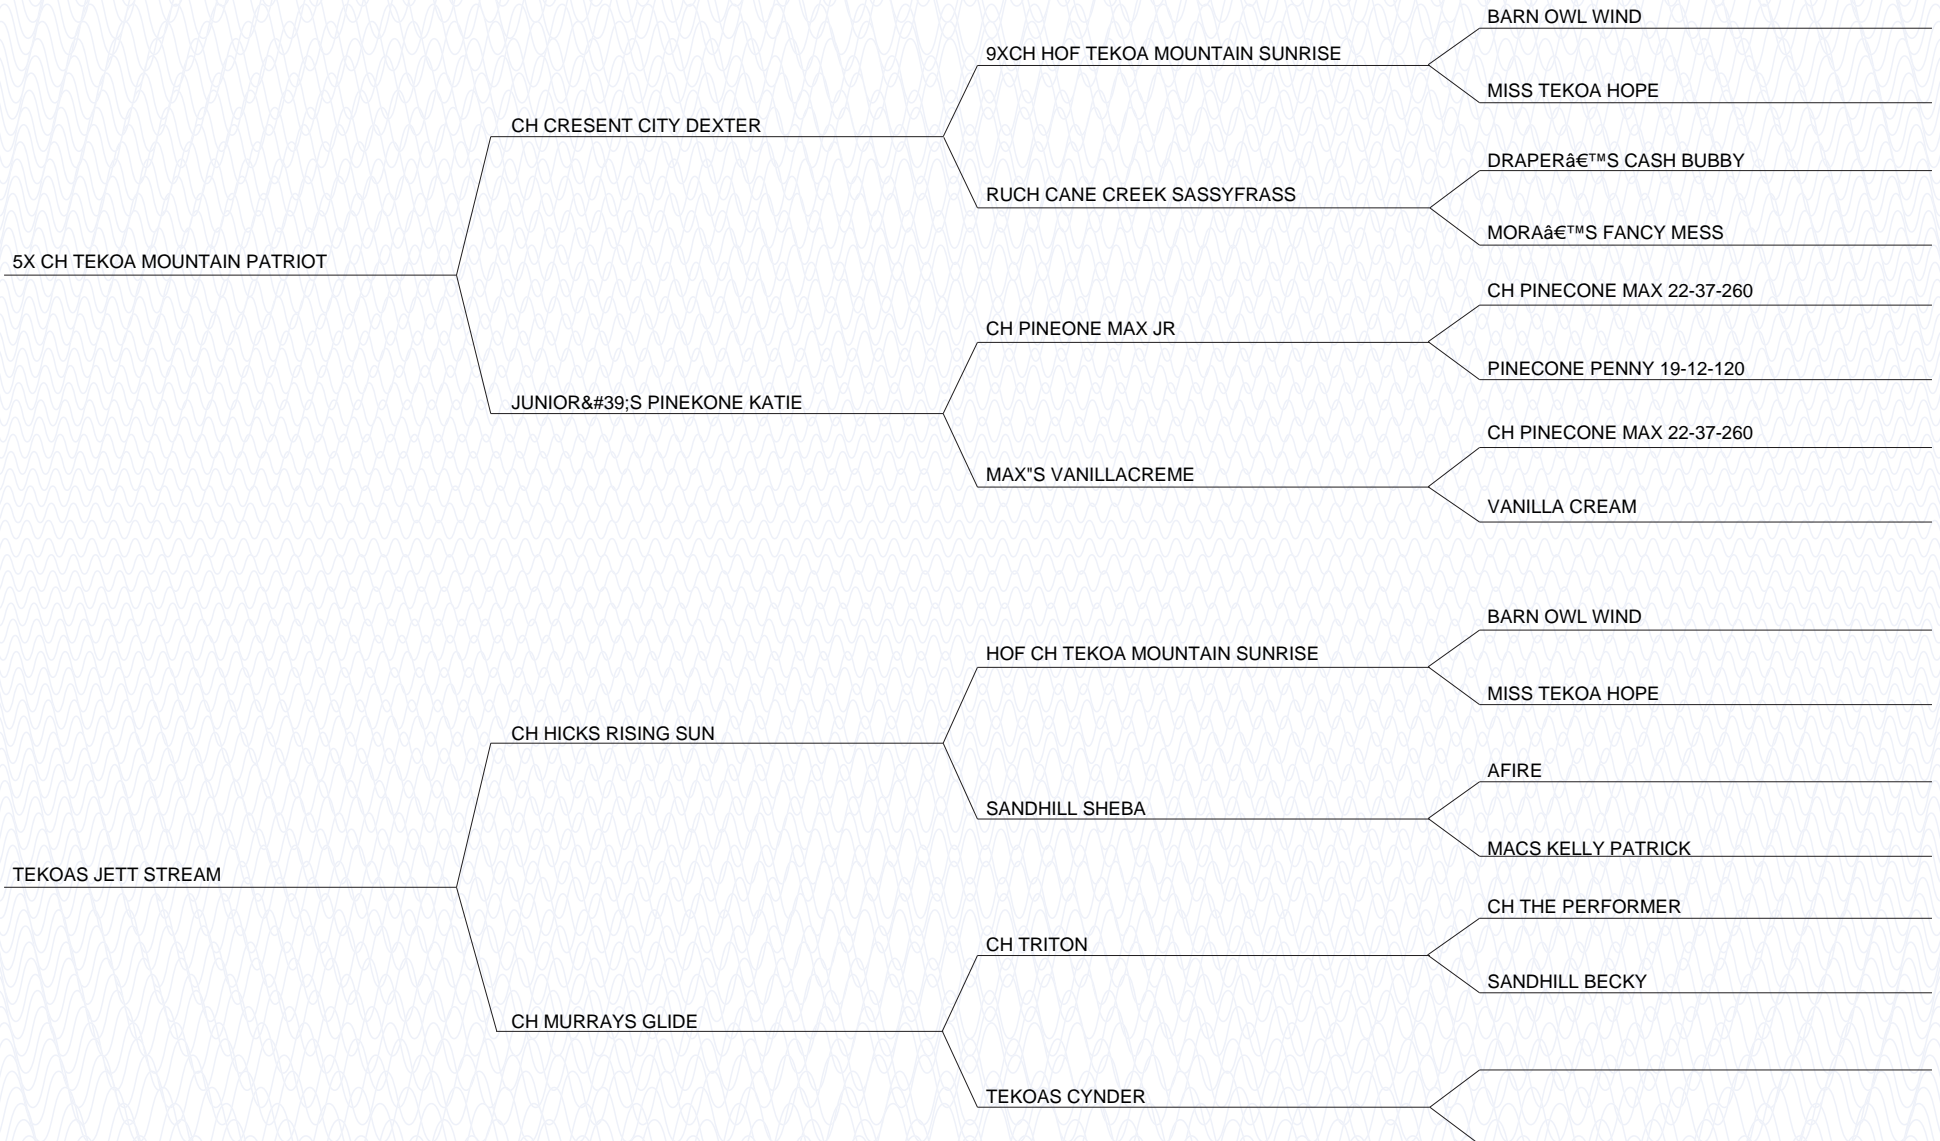 BARN OWL WIND
9XCH HOF TEKOA MOUNTAIN SUNRISE
MISS TEKOA HOPE
CH CRESENT CITY DEXTER
DRAPER’S CASH BUBBY
RUCH CANE CREEK SASSYFRASS
MORA’S FANCY MESS
5X CH TEKOA MOUNTAIN PATRIOT
CH PINECONE MAX 22-37-260
CH PINEONE MAX JR
PINECONE PENNY 19-12-120
JUNIOR&#39;S PINEKONE KATIE
CH PINECONE MAX 22-37-260
MAX"S VANILLACREME
VANILLA CREAM
BARN OWL WIND
HOF CH TEKOA MOUNTAIN SUNRISE
MISS TEKOA HOPE
CH HICKS RISING SUN
AFIRE
SANDHILL SHEBA
MACS KELLY PATRICK
TEKOAS JETT STREAM
CH THE PERFORMER
CH TRITON
SANDHILL BECKY
CH MURRAYS GLIDE
TEKOAS CYNDER